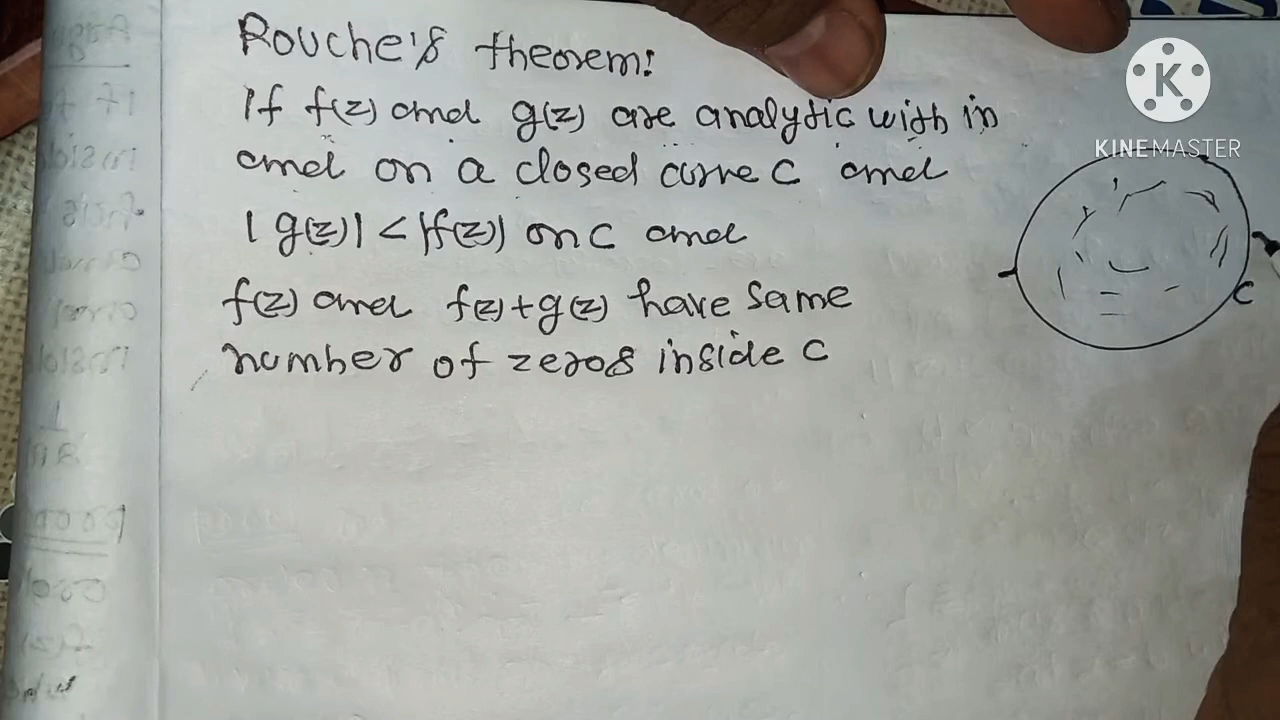 Rouche's theorem:
If f(z) and g(z) are analytic with in
and on a closed curve C and
|g(z)| < |f(z)| on C and
f(z) and f(z)+g(z) have same
number of zeros inside C
C
K
KINEMASTER